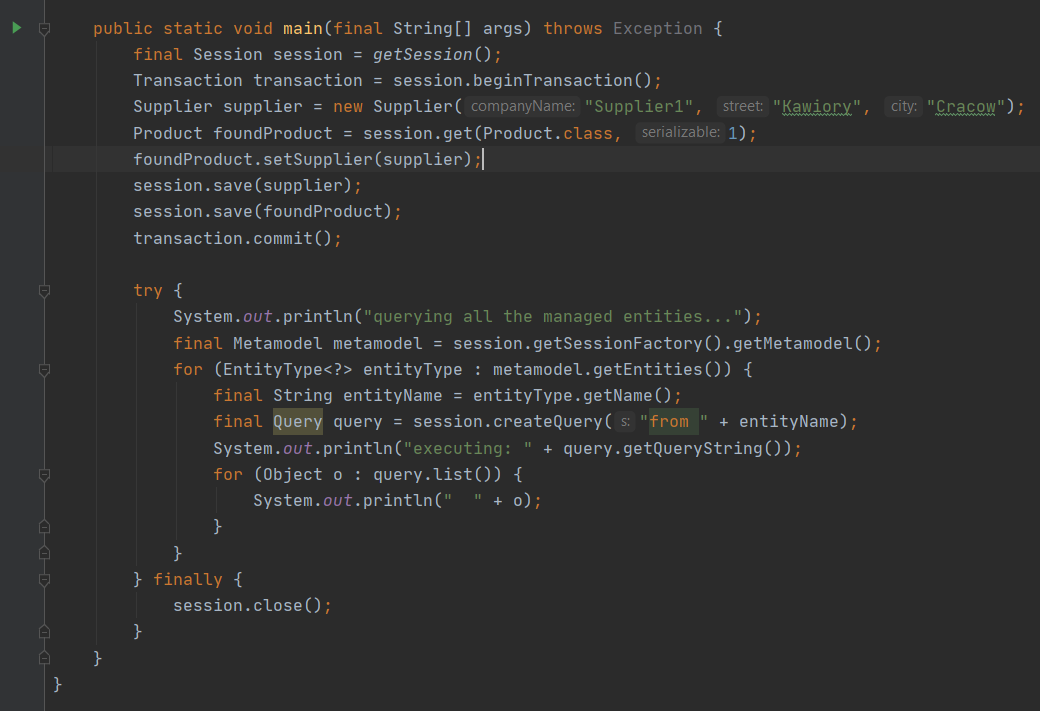 public static void main(final String[] args) throws Exception {
final Session session = getSession();
Transaction transaction = session.beginTransaction();
Supplier supplier = new Supplier( companyName: "Supplier1", street: "Kawiory", city: "Cracow");
Product foundProduct = session.get(Product.class, serializable: 1);
foundProduct.setSupplier(supplier);
session.save(supplier);
session.save(foundProduct);
transaction.commit();
try {
System.out.println("querying all the managed entities...");
final Metamodel metamodel = session.getSessionFactory().getMetamodel();
for (EntityType<?> entityType : metamodel.getEntities()) {
final String entityName = entityType.getName();
final Query query = session.createQuery( s: "from " + entityName);
System.out.println("executing: " + query.getQueryString());
for (Object o : query.list()) {
System.out.println("  " + o);
}
}
} finally {
session.close();
}
}
}